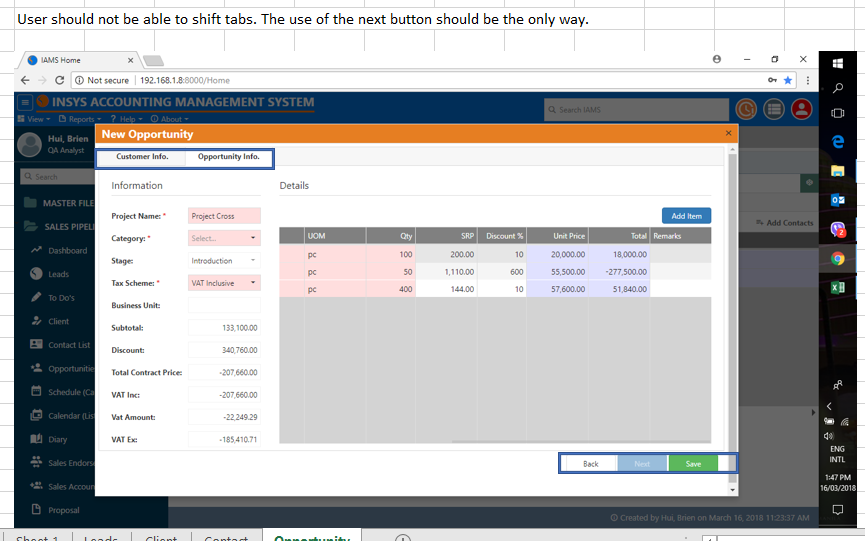 User should not be able to shift tabs. The use of the next button should be the only way.
IAMS Home
Not secure | 192.168.1.8:8000/Home
INSYS ACCOUNTING MANAGEMENT SYSTEM
Search IAMS
View Reports ? Help About
Hui, Brien
QA Analyst
Search
MASTER FILE
SALES PIPEL
Dashboard
Leads
To Do's
Client
Contact List
Opportunitie
Schedule (Ca
Calendar (List
Diary
Sales Endors
Sales Accoun
Proposal
New Opportunity ×
Customer Info. Opportunity Info.
Information Details
Add Item
Project Name: * Project Cross
Category: * Select...
Stage: Introduction
Tax Scheme: * VAT Inclusive
Business Unit:
Subtotal: 133,100.00
Discount: 340,760.00
Total Contract Price: -207,660.00
VAT Inc: -207,660.00
Vat Amount: -22,249.29
VAT Ex: -185,410.71
UOM Qty SRP Discount % Unit Price Total Remarks
pc 100 200.00 10 20,000.00 18,000.00
pc 50 1,110.00 600 55,500.00 -277,500.00
pc 400 144.00 10 57,600.00 51,840.00
Back Next Save
Add Contacts
Created by Hui, Brien on March 16, 2018 11:23:37 AM
2
ENG
INTL
1:47 PM
16/03/2018
Sheet 1 Leads Client Contact Opportunity